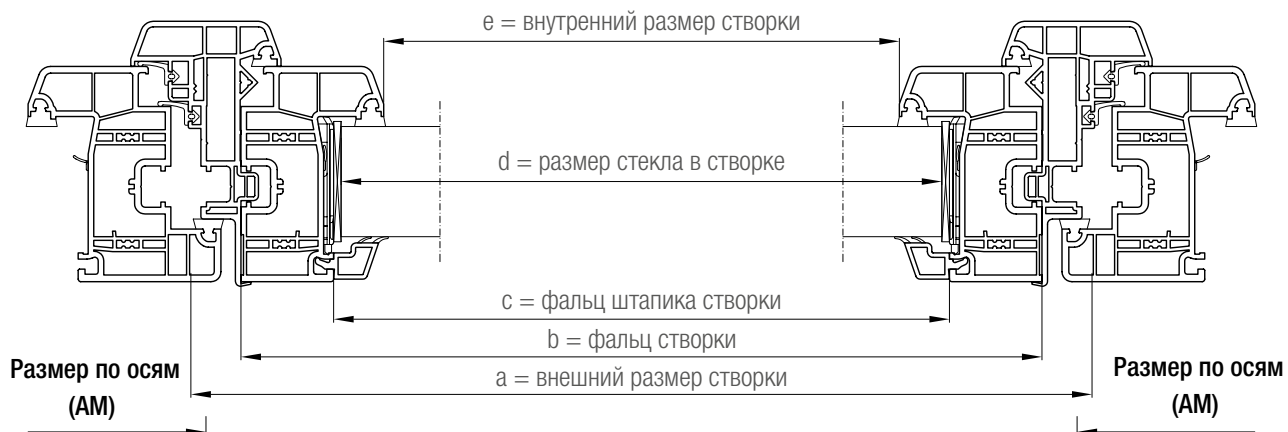 e = внутренний размер створки
d = размер стекла в створке
c = фальц штапика створки
b = фальц створки
a = внешний размер створки
Размер по осям
(AM)
Размер по осям
(AM)